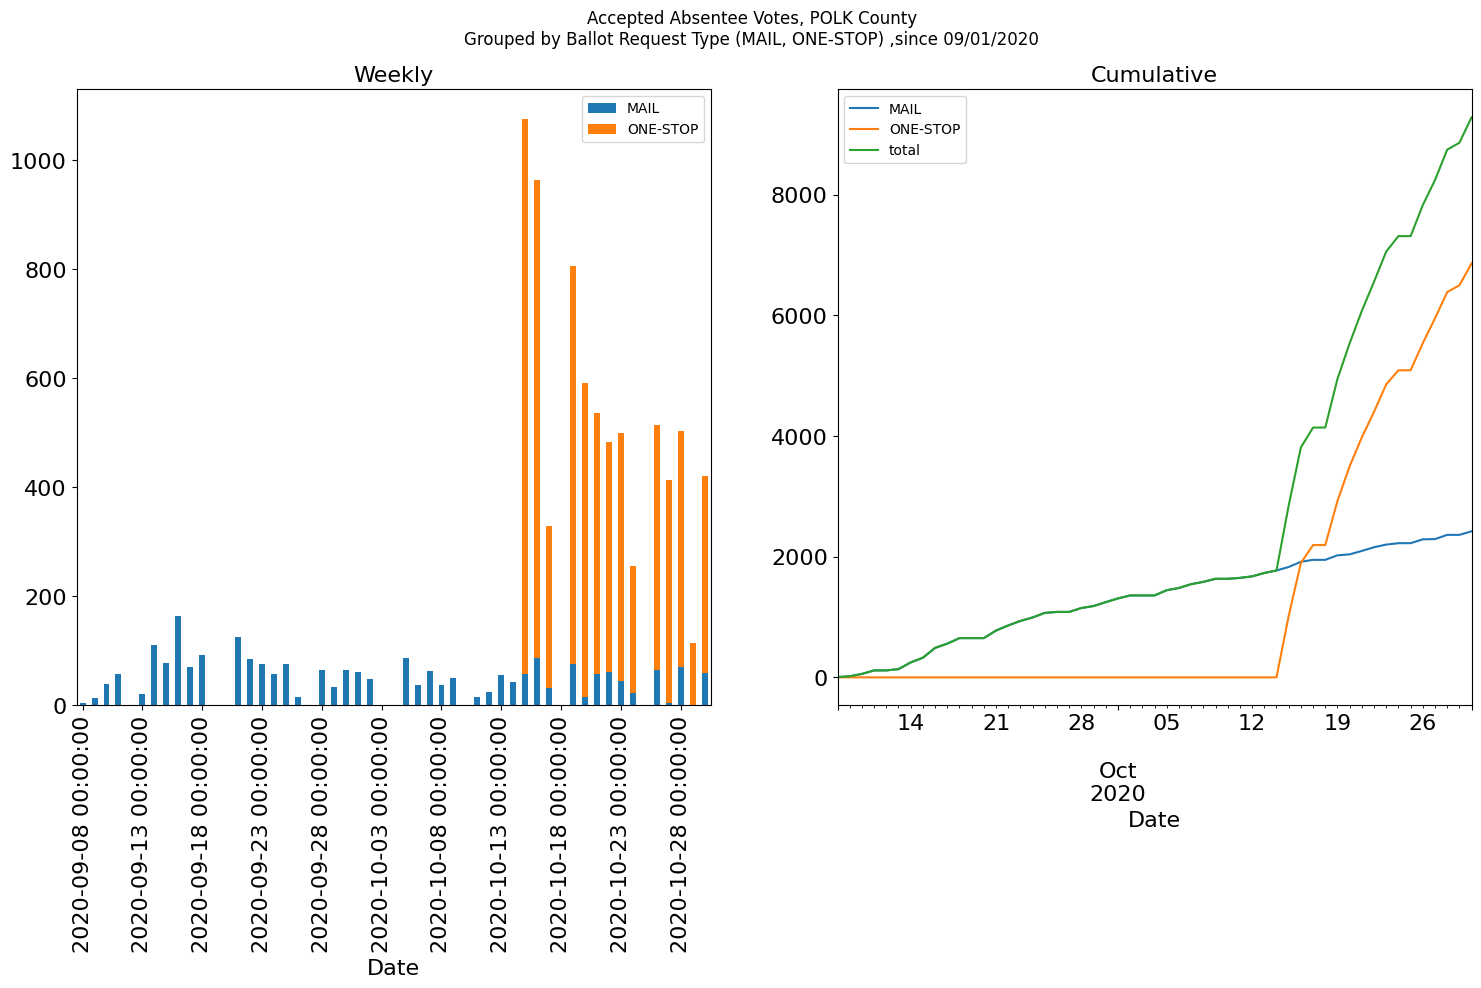 Accepted Absentee Votes, POLK County
Grouped by Ballot Request Type (MAIL, ONE-STOP) ,since 09/01/2020
Weekly
MAIL
ONE-STOP
1000
800
600
400
200
0
2020-09-08 00:00:00
2020-09-13 00:00:00
2020-09-18 00:00:00
2020-09-23 00:00:00
2020-09-28 00:00:00
2020-10-03 00:00:00
2020-10-08 00:00:00
2020-10-13 00:00:00
2020-10-18 00:00:00
2020-10-23 00:00:00
2020-10-28 00:00:00
Date
Cumulative
MAIL
ONE-STOP
total
8000
6000
4000
2000
0
14 21 28 05 12 19 26
Oct
2020
Date